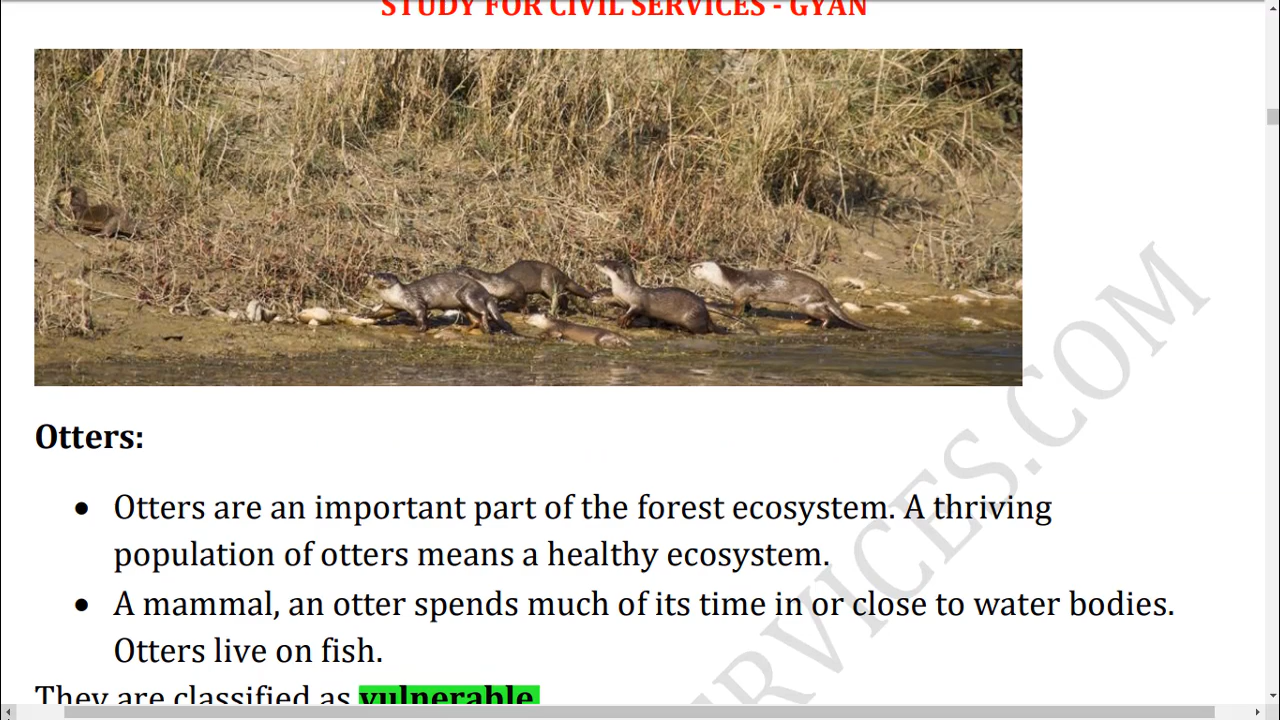 STUDY FOR CIVIL SERVICES - GYAN
Otters:
• Otters are an important part of the forest ecosystem. A thriving
population of otters means a healthy ecosystem.
• A mammal, an otter spends much of its time in or close to water bodies.
Otters live on fish.
They are classified as vulnerable
ERVICES.COM